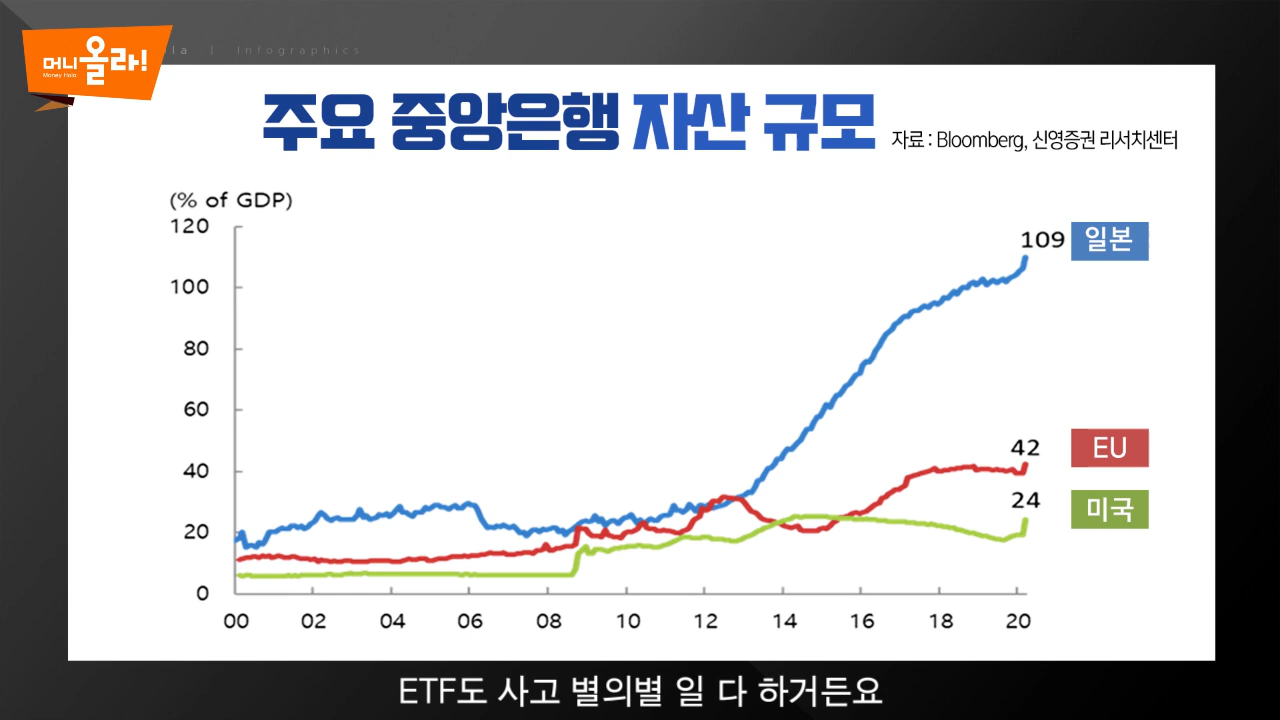 la | Infographics
머니올라!
Money Hola
주요 중앙은행 자산 규모
자료 : Bloomberg, 신영증권 리서치센터
(% of GDP)
120
100
80
60
40
20
0
00 02 04 06 08 10 12 14 16 18 20
109 일본
42 EU
24 미국
ETF도 사고 별의별 일 다 하거든요